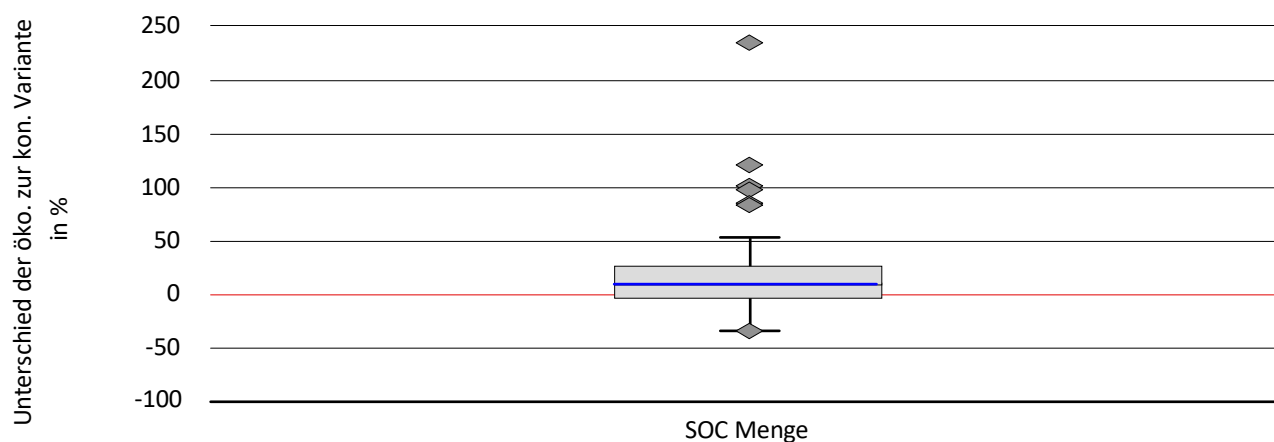 Unterschied der öko. zur kon. Variante
in %
250
200
150
100
50
0
-50
-100
SOC Menge